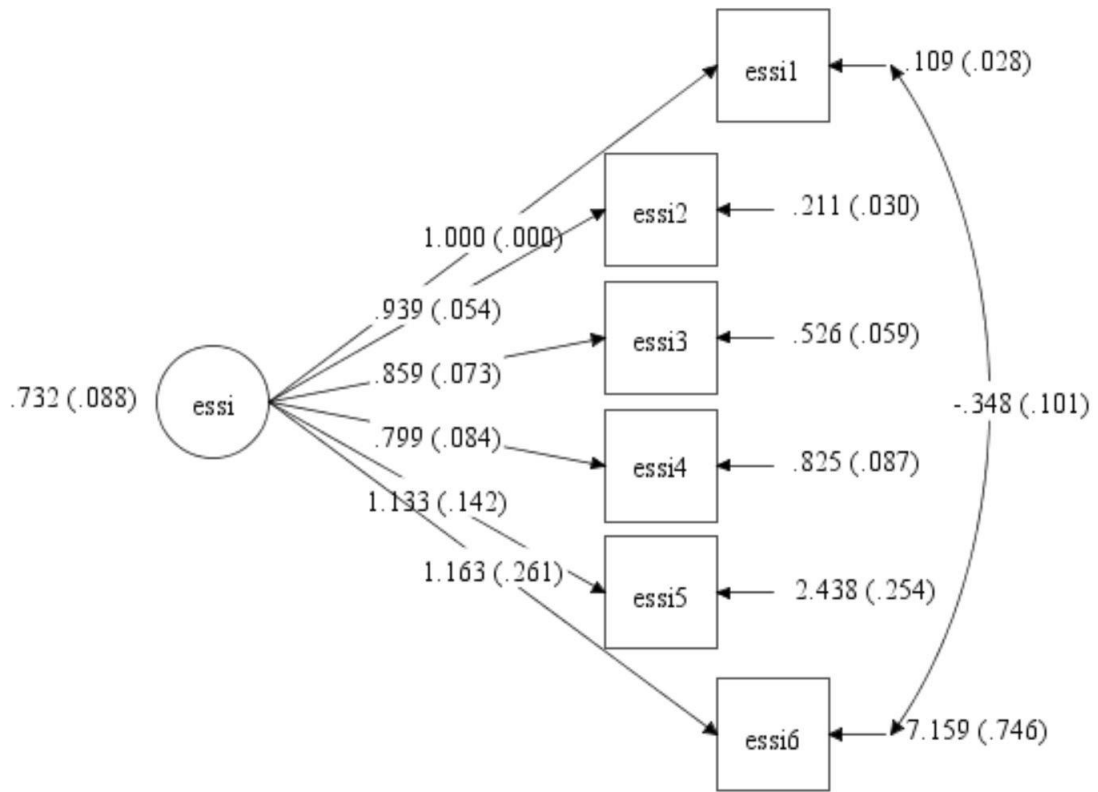 essi1
.109 (.028)
essi2
.211 (.030)
1.000 (.000)
.939 (.054)
essi3
.526 (.059)
.859 (.073)
.732 (.088)
essi
-.348 (.101)
.799 (.084)
essi4
.825 (.087)
1.133 (.142)
1.163 (.261)
essi5
2.438 (.254)
essi6
7.159 (.746)